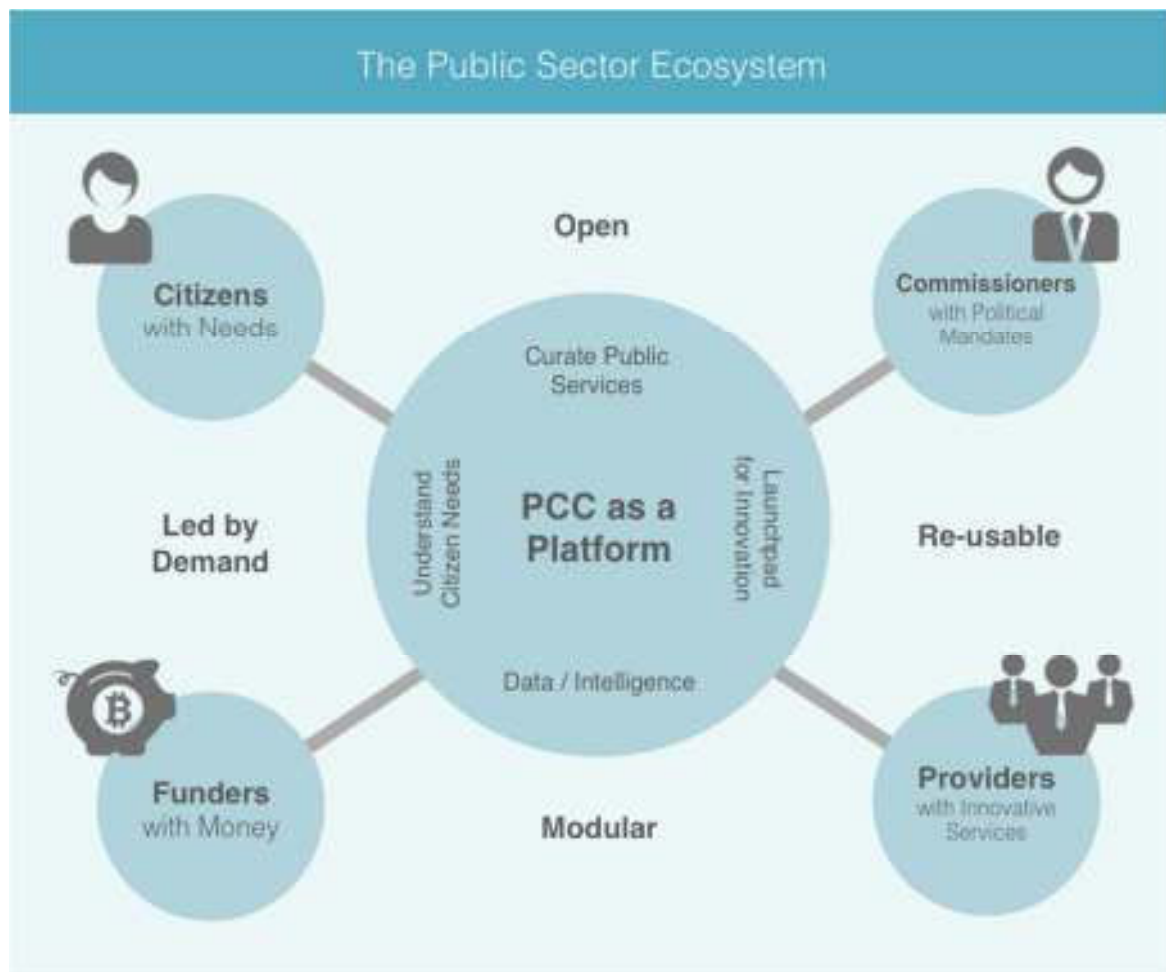 The Public Sector Ecosystem
Open
Citizens
with Needs
Commissioners
with Political
Mandates
Curate Public
Services
Understand
Citizen Needs
PCC as a
Platform
Launchpad
for Innovation
Led by
Demand
Re-usable
Data / Intelligence
Funders
with Money
Providers
with Innovative
Services
Modular